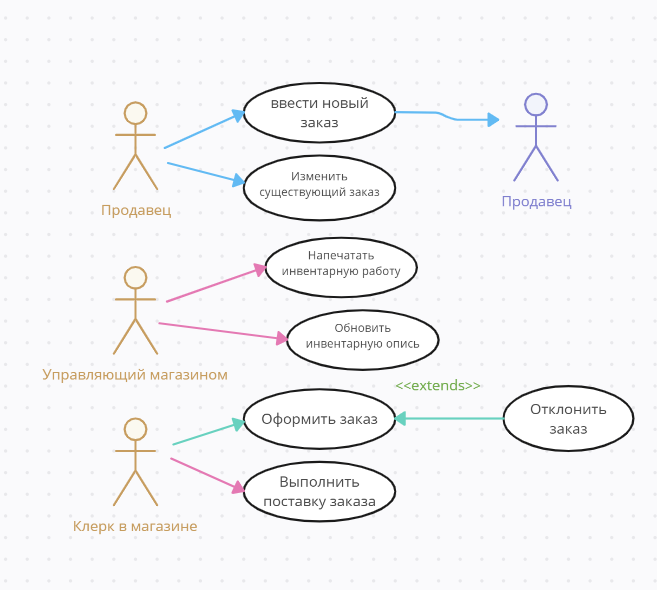 ввести новый
заказ
Изменить
существующий заказ
Продавец
Продавец
Напечатать
инвентарную работу
Обновить
инвентарную опись
Управляющий магазином
<<extends>>
Оформить заказ
Отклонить
заказ
Выполнить
поставку заказа
Клерк в магазине